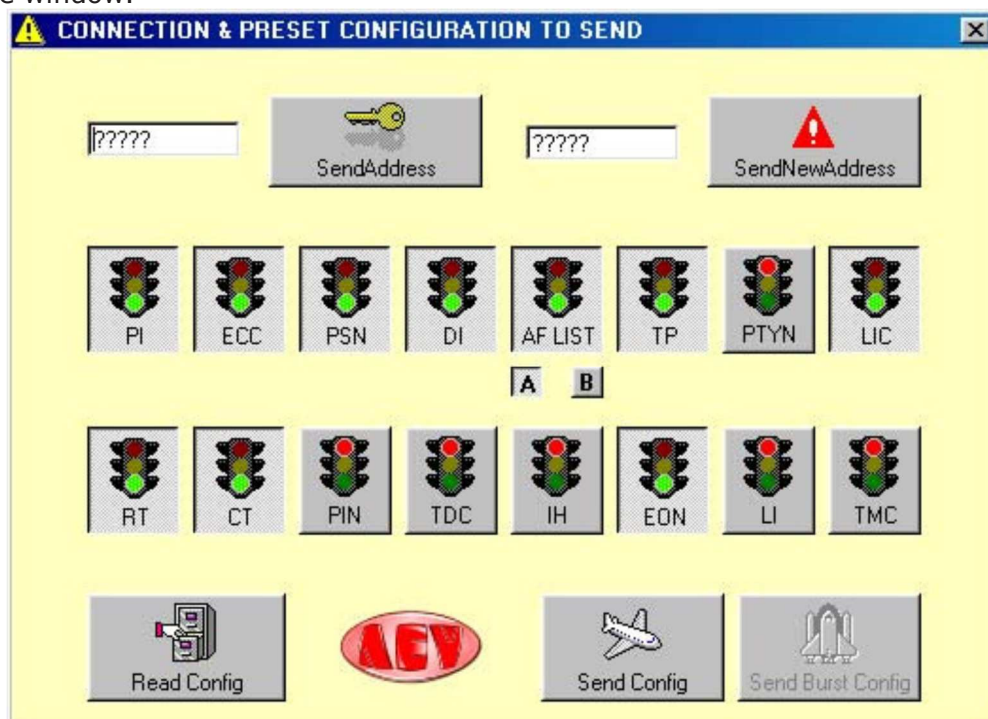 e window.
CONNECTION & PRESET CONFIGURATION TO SEND
????? SendAddress ????? SendNewAddress
PI ECC PSN DI AF LIST TP PTYN LIC
A B
RT CT PIN TDC IH EON LI TMC
Read Config AEV Send Config Send Burst Config